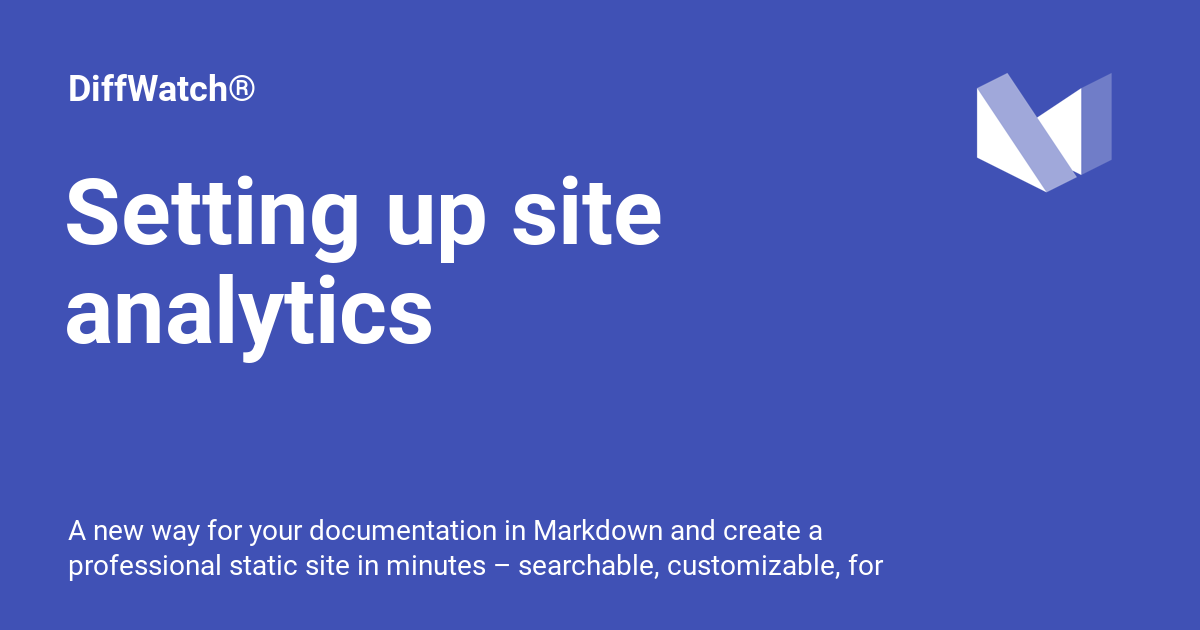 DiffWatch®
Setting up site
analytics
A new way for your documentation in Markdown and create a
professional static site in minutes – searchable, customizable, for